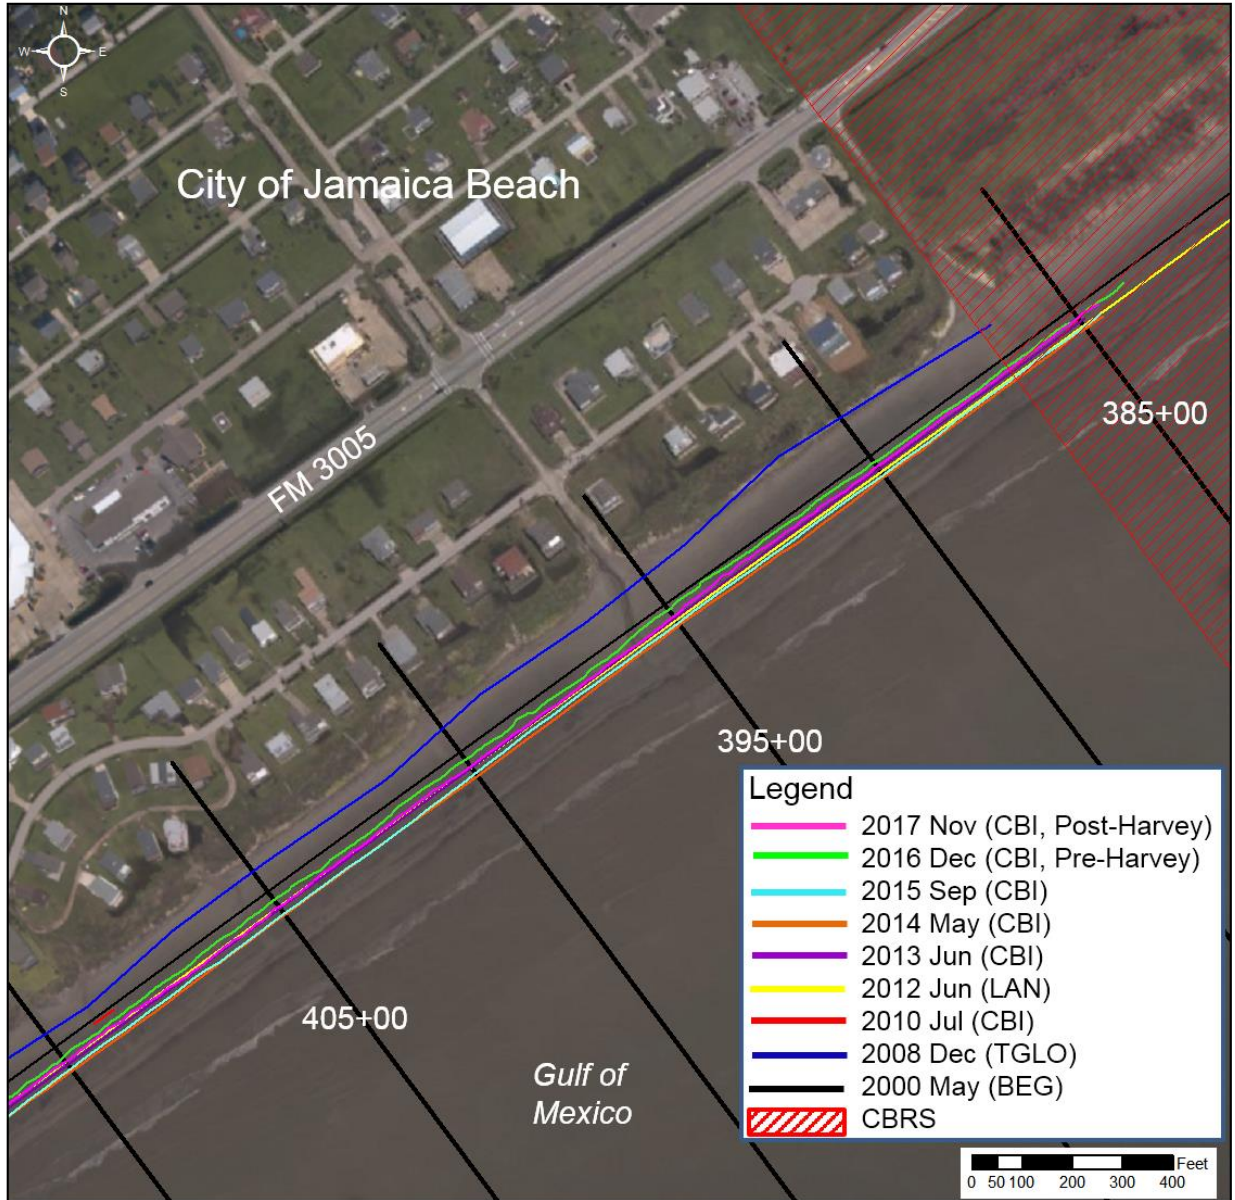 N
W E
S
City of Jamaica Beach
FM 3005
385+00
395+00
405+00
Gulf of
Mexico
Legend
2017 Nov (CBI, Post-Harvey)
2016 Dec (CBI, Pre-Harvey)
2015 Sep (CBI)
2014 May (CBI)
2013 Jun (CBI)
2012 Jun (LAN)
2010 Jul (CBI)
2008 Dec (TGLO)
2000 May (BEG)
CBRS
Feet
0 50 100 200 300 400